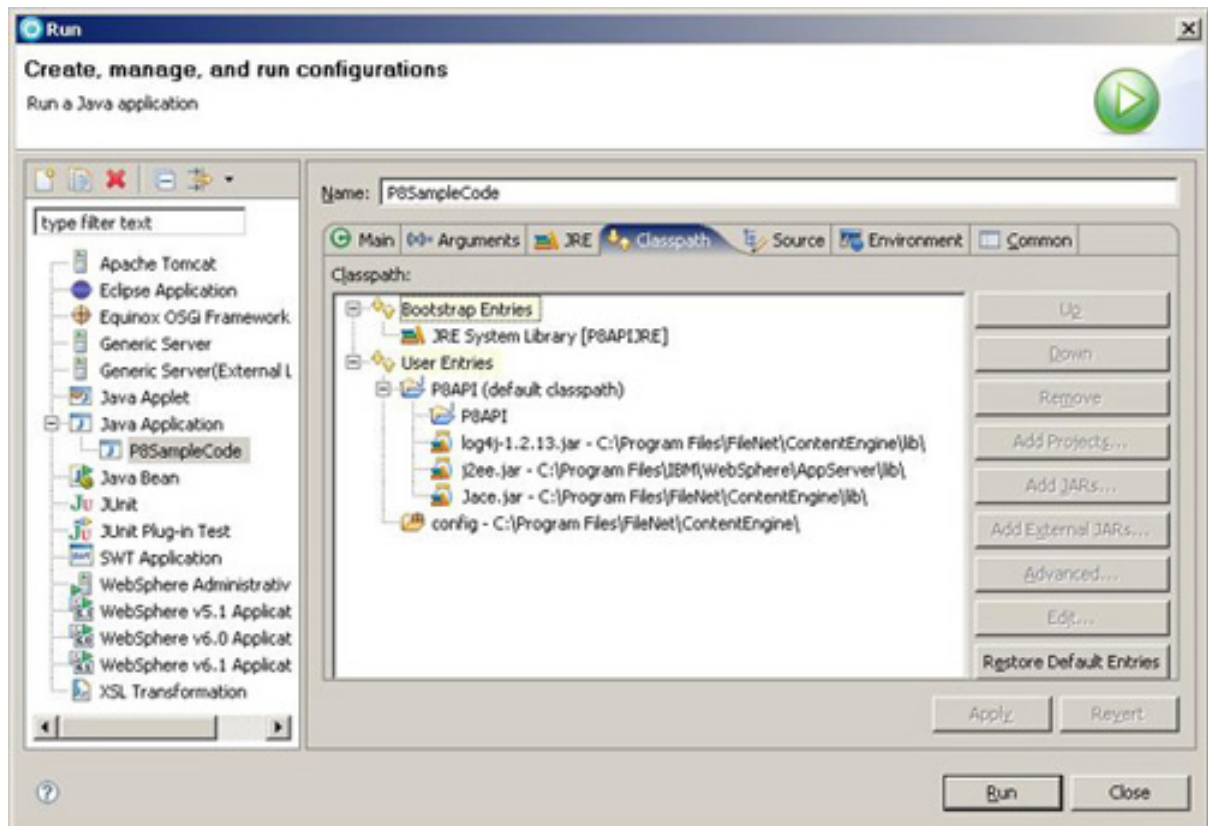 Run
Create, manage, and run configurations
Run a Java application
type filter text
Apache Tomcat
Eclipse Application
Equinox OSGi Framework
Generic Server
Generic Server(External L
Java Applet
Java Application
P8SampleCode
Java Bean
JUnit
JUnit Plug-in Test
SWT Application
WebSphere Administrativ
WebSphere v5.1 Applicat
WebSphere v6.0 Applicat
WebSphere v6.1 Applicat
XSL Transformation
Name: P8SampleCode
Main Arguments JRE Classpath Source Environment Common
Classpath:
Bootstrap Entries
JRE System Library [P8APIJRE]
User Entries
P8API (default classpath)
P8API
log4j-1.2.13.jar - C:\Program Files\FileNet\ContentEngine\lib\
j2ee.jar - C:\Program Files\IBM\WebSphere\AppServer\lib\
Jace.jar - C:\Program Files\FileNet\ContentEngine\lib\
config - C:\Program Files\FileNet\ContentEngine\
Up
Down
Remove
Add Projects...
Add JARs...
Add External JARs...
Advanced...
Edit...
Restore Default Entries
Apply Revert
Run Close